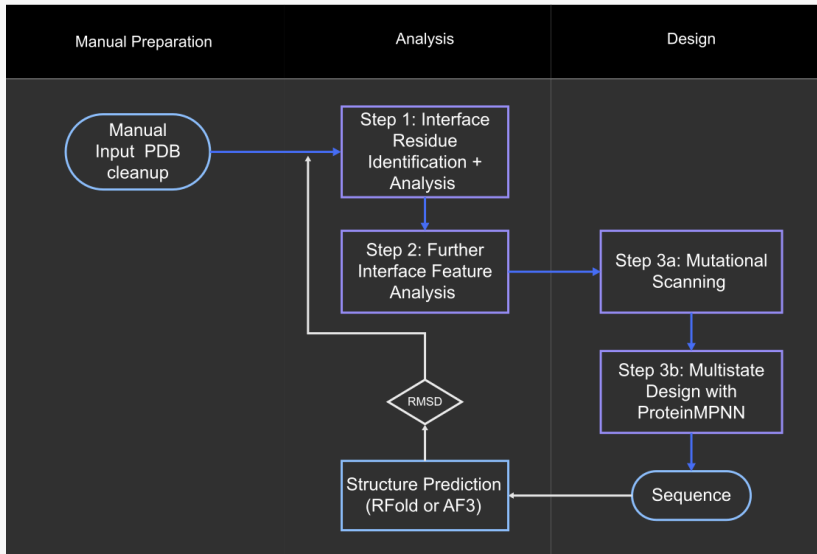 Manual Preparation
Analysis
Design
Manual
Input PDB
cleanup
Step 1: Interface
Residue
Identification +
Analysis
Step 2: Further
Interface Feature
Analysis
Step 3a: Mutational
Scanning
Step 3b: Multistate
Design with
ProteinMPNN
RMSD
Structure Prediction
(RFold or AF3)
Sequence